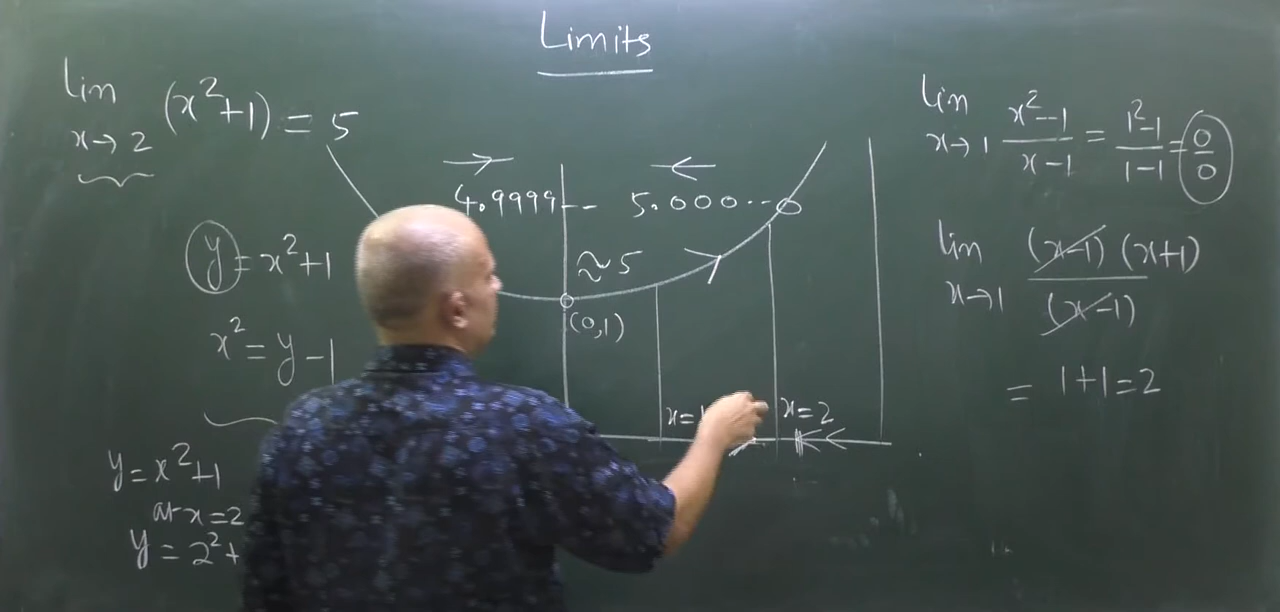 Limits
lim x→2 (x²+1) = 5
y = x²+1
x² = y-1
y = x²+1
at x=2
y = 2²+
4.9999
5.000...
≈5
(0,1)
x=1
x=2
lim x→1 x²-1/x-1 = 1²-1/1-1 = 0/0
lim x→1 (x-1)(x+1)/(x-1)
= 1+1=2